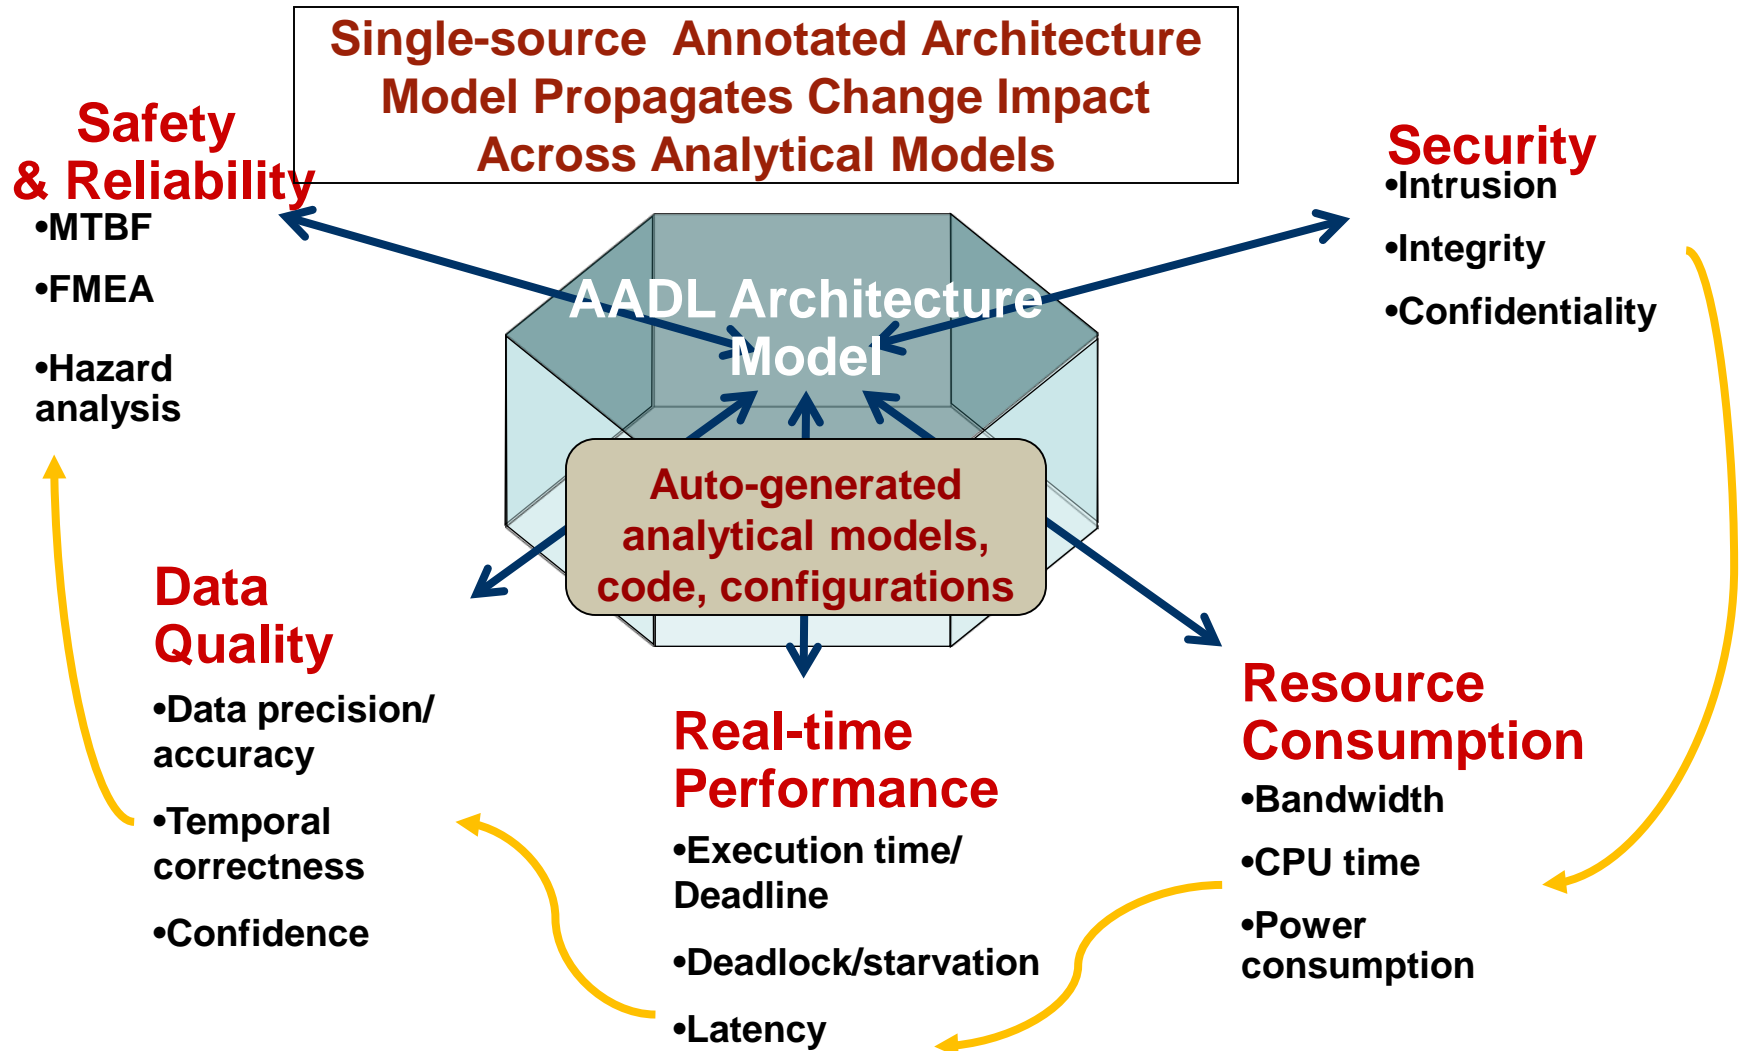 Single-source  Annotated Architecture
Model Propagates Change Impact
Across Analytical Models
Safety
& Reliability
•MTBF
•FMEA
•Hazard
analysis
Security
•Intrusion
•Integrity
•Confidentiality
AADL Architecture
Model
Auto-generated
analytical models,
code, configurations
Data
Quality
•Data precision/
accuracy
•Temporal
correctness
•Confidence
Real-time
Performance
•Execution time/
Deadline
•Deadlock/starvation
•Latency
Resource
Consumption
•Bandwidth
•CPU time
•Power
consumption